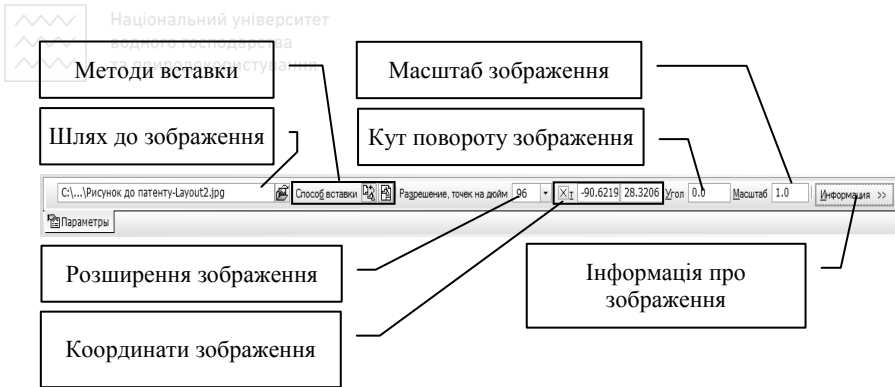 Національний університет
водного господарства
та природокористування
Методи вставки
Масштаб зображення
Шлях до зображення
Кут повороту зображення
C:\...\Рисунок до патенту-Layout2.jpg Способ вставки Разрешение, точек на дюйм 96 X т -90.6219 28.3206 Угол 0.0 Масштаб 1.0 Информация >>
Параметры
Розширення зображення
Інформація про
зображення
Координати зображення